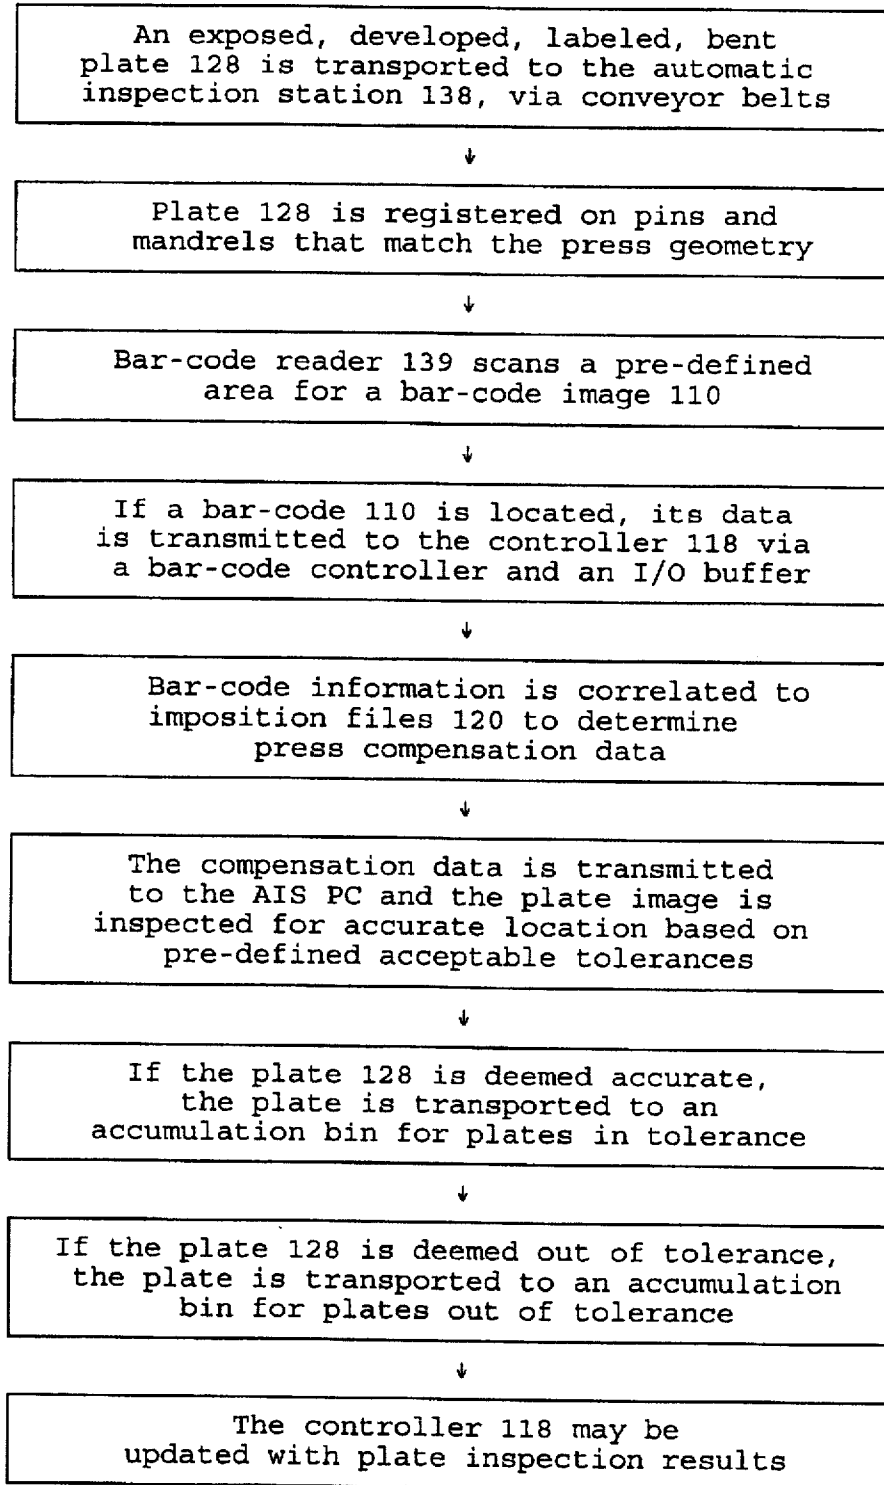 An exposed, developed, labeled, bent
plate 128 is transported to the automatic
inspection station 138, via conveyor belts
↓
Plate 128 is registered on pins and
mandrels that match the press geometry
↓
Bar-code reader 139 scans a pre-defined
area for a bar-code image 110
↓
If a bar-code 110 is located, its data
is transmitted to the controller 118 via
a bar-code controller and an I/O buffer
↓
Bar-code information is correlated to
imposition files 120 to determine
press compensation data
↓
The compensation data is transmitted
to the AIS PC and the plate image is
inspected for accurate location based on
pre-defined acceptable tolerances
↓
If the plate 128 is deemed accurate,
the plate is transported to an
accumulation bin for plates in tolerance
↓
If the plate 128 is deemed out of tolerance,
the plate is transported to an accumulation
bin for plates out of tolerance
↓
The controller 118 may be
updated with plate inspection results